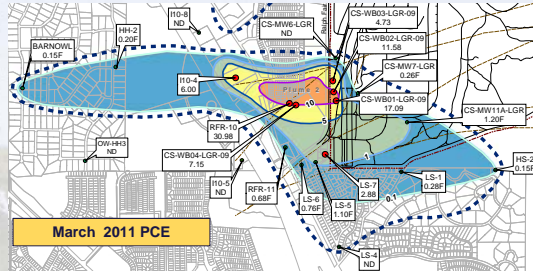 I10-8
ND
HH-2
0.20F
BARNOWL
0.15F
CS-MW6-LGR
ND
Ralph Fair
CS-WB03-LGR-09
4.73
CS-WB02-LGR-09
11.58
CS-MW7-LGR
0.26F
I10-4
6.00
Plume 2
CS-WB01-LGR-09
17.09
10
CS-MW11A-LGR
1.20F
5
RFR-10
30.98
CS-WB04-LGR-09
7.15
OW-HH3
ND
1
HS-2
0.15F
I10-5
ND
RFR-11
0.68F
LS-6
0.76F
LS-5
1.10F
LS-7
2.88
LS-1
0.28F
0.1
LS-4
ND
March 2011 PCE